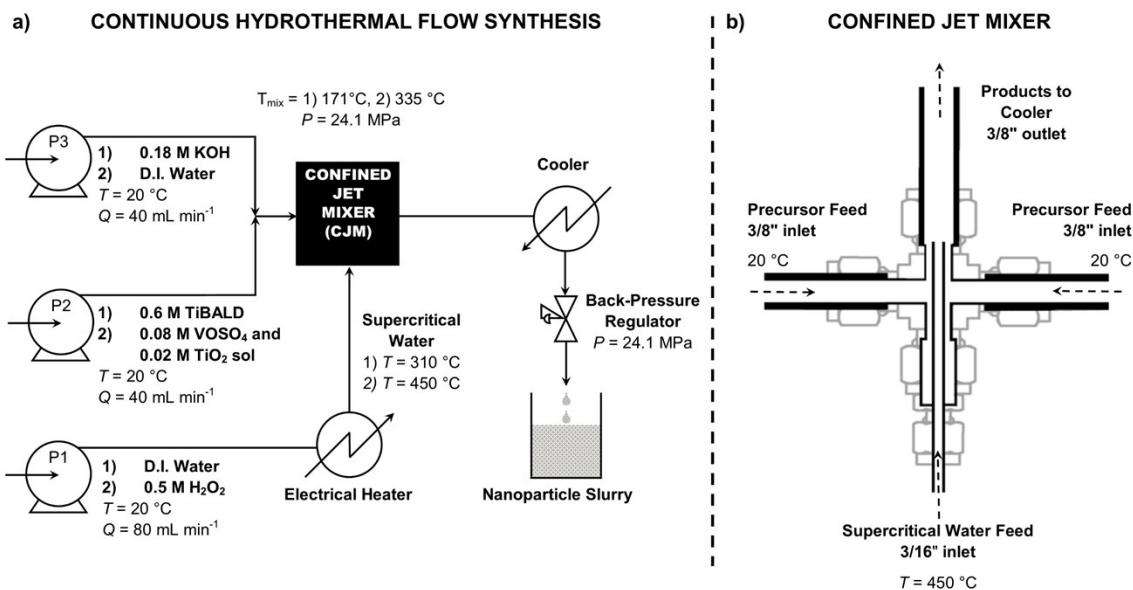 a) CONTINUOUS HYDROTHERMAL FLOW SYNTHESIS
T_mix = 1) 171°C, 2) 335 °C
P = 24.1 MPa
P3
1) 0.18 M KOH
2) D.I. Water
T = 20 °C
Q = 40 mL min⁻¹
CONFINED
JET
MIXER
(CJM)
Cooler
P2
1) 0.6 M TiBALD
2) 0.08 M VOSO₄ and
0.02 M TiO₂ sol
T = 20 °C
Q = 40 mL min⁻¹
Supercritical
Water
1) T = 310 °C
2) T = 450 °C
Back-Pressure
Regulator
P = 24.1 MPa
P1
1) D.I. Water
2) 0.5 M H₂O₂
T = 20 °C
Q = 80 mL min⁻¹
Electrical Heater
Nanoparticle Slurry
b) CONFINED JET MIXER
Products to
Cooler
3/8" outlet
Precursor Feed
3/8" inlet
20 °C
Precursor Feed
3/8" inlet
20 °C
Supercritical Water Feed
3/16" inlet
T = 450 °C